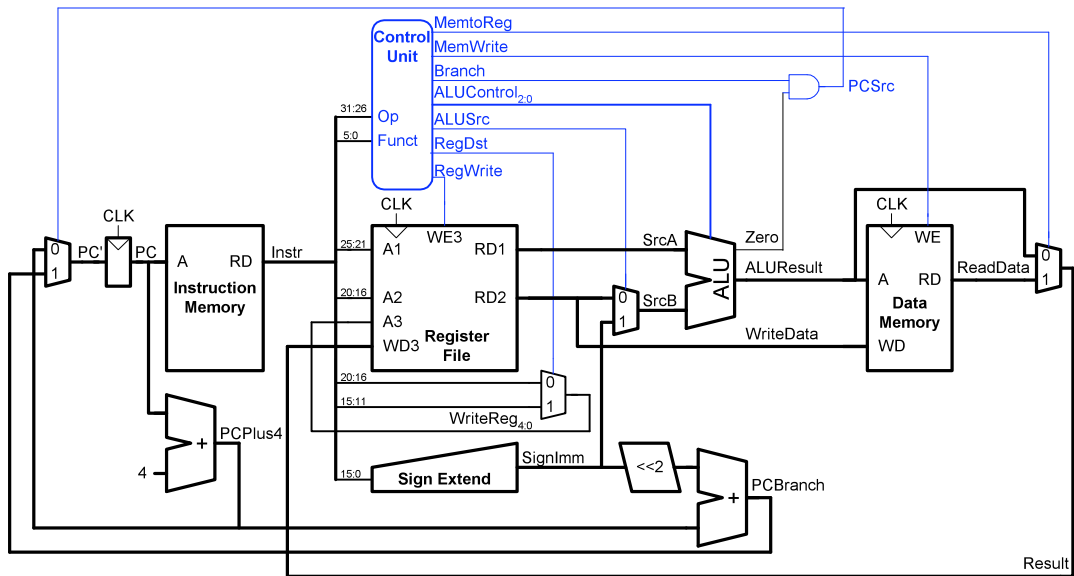 MemtoReg
Control
Unit
MemWrite
Branch
ALUControl2:0
PCSrc
31:26
Op
ALUSrc
5:0
Funct
RegDst
RegWrite
CLK
CLK
CLK
0
1
PC'
PC
A
RD
Instruction
Memory
Instr
25:21
A1
WE3
RD1
SrcA
Zero
WE
0
1
20:16
A2
RD2
0
1
SrcB
ALU
ALUResult
A
RD
ReadData
Data
Memory
A3
Register
File
WD3
WriteData
WD
20:16
0
15:11
1
WriteReg4:0
PCPlus4
+
4
SignImm
<<2
15:0
Sign Extend
PCBranch
+
Result